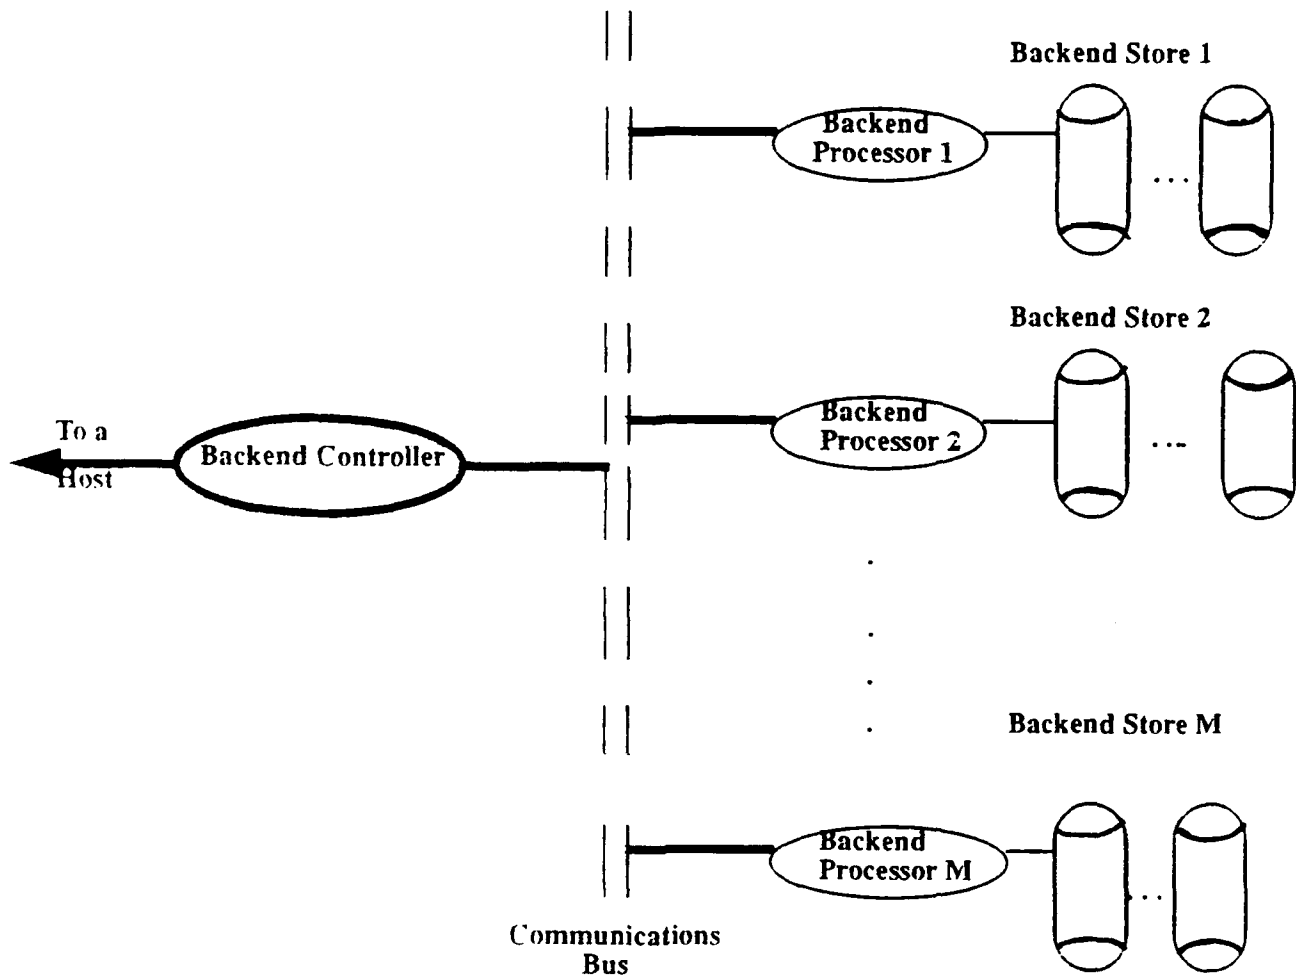 Backend Store 1
Backend
Processor 1
Backend Store 2
To a
Host
Backend Controller
Backend
Processor 2
Backend Store M
Backend
Processor M
Communications
Bus